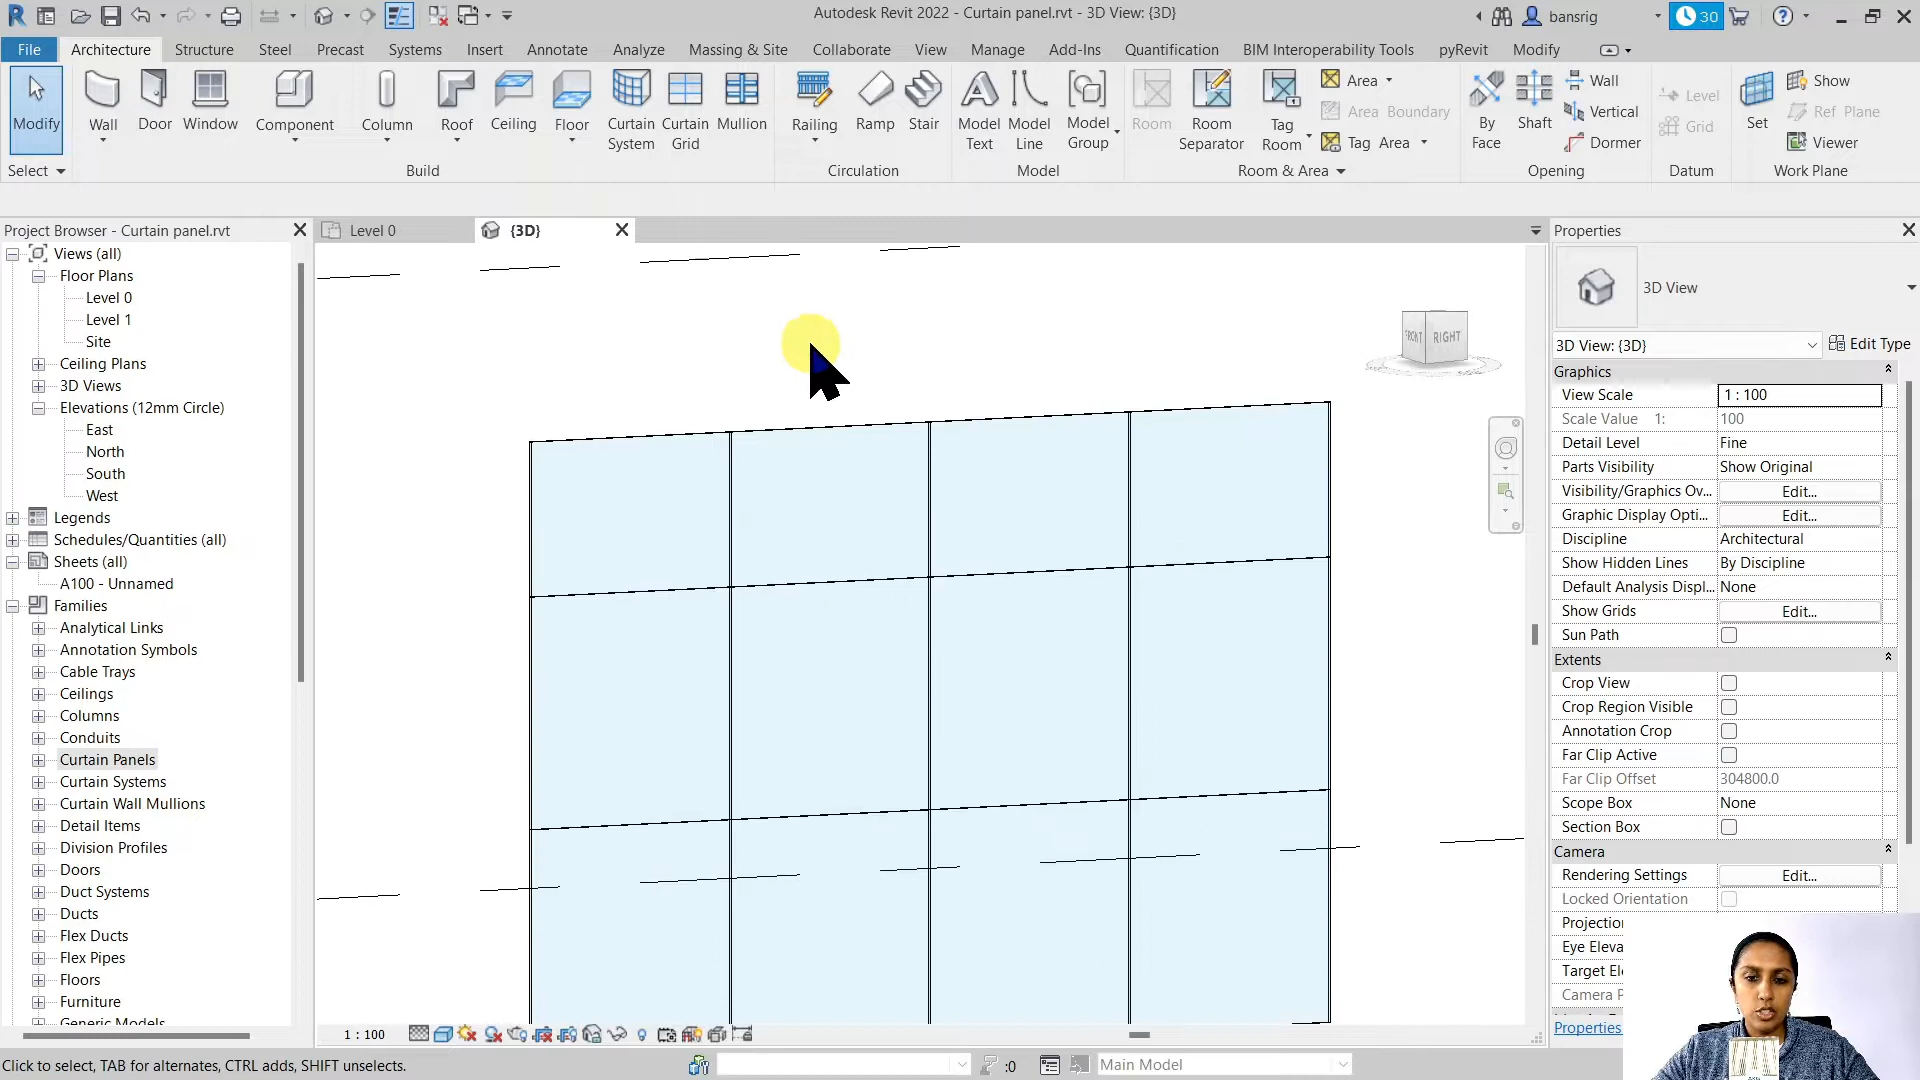 Autodesk Revit 2022 - Curtain panel.rvt - 3D View: {3D}
bansrig
30
File
Architecture
Structure
Steel
Precast
Systems
Insert
Annotate
Analyze
Massing & Site
Collaborate
View
Manage
Add-Ins
Quantification
BIM Interoperability Tools
pyRevit
Modify
Modify
Wall
Door
Window
Component
Column
Roof
Ceiling
Floor
Curtain System
Curtain Grid
Mullion
Railing
Ramp
Stair
Model Text
Model Line
Model Group
Room
Room Separator
Tag Room
Area
Area Boundary
Tag Area
By Face
Shaft
Wall
Vertical
Dormer
Level
Grid
Set
Show
Ref Plane
Viewer
Select
Build
Circulation
Model
Room & Area
Opening
Datum
Work Plane
Project Browser - Curtain panel.rvt
Views (all)
Floor Plans
Level 0
Level 1
Site
Ceiling Plans
3D Views
Elevations (12mm Circle)
East
North
South
West
Legends
Schedules/Quantities (all)
Sheets (all)
A100 - Unnamed
Families
Analytical Links
Annotation Symbols
Cable Trays
Ceilings
Columns
Conduits
Curtain Panels
Curtain Systems
Curtain Wall Mullions
Detail Items
Division Profiles
Doors
Duct Systems
Ducts
Flex Ducts
Flex Pipes
Floors
Furniture
Generic Models
Level 0
{3D}
FRONT
RIGHT
Properties
3D View
3D View: {3D}
Edit Type
Graphics
View Scale 1 : 100
Scale Value 1: 100
Detail Level Fine
Parts Visibility Show Original
Visibility/Graphics Ov... Edit...
Graphic Display Opti... Edit...
Discipline Architectural
Show Hidden Lines By Discipline
Default Analysis Displ... None
Show Grids Edit...
Sun Path
Extents
Crop View
Crop Region Visible
Annotation Crop
Far Clip Active
Far Clip Offset 304800.0
Scope Box None
Section Box
Camera
Rendering Settings Edit...
Locked Orientation
Projection
Eye Eleva
Target El
Camera P
Properties
1 : 100
Click to select, TAB for alternates, CTRL adds, SHIFT unselects.
:0
Main Model